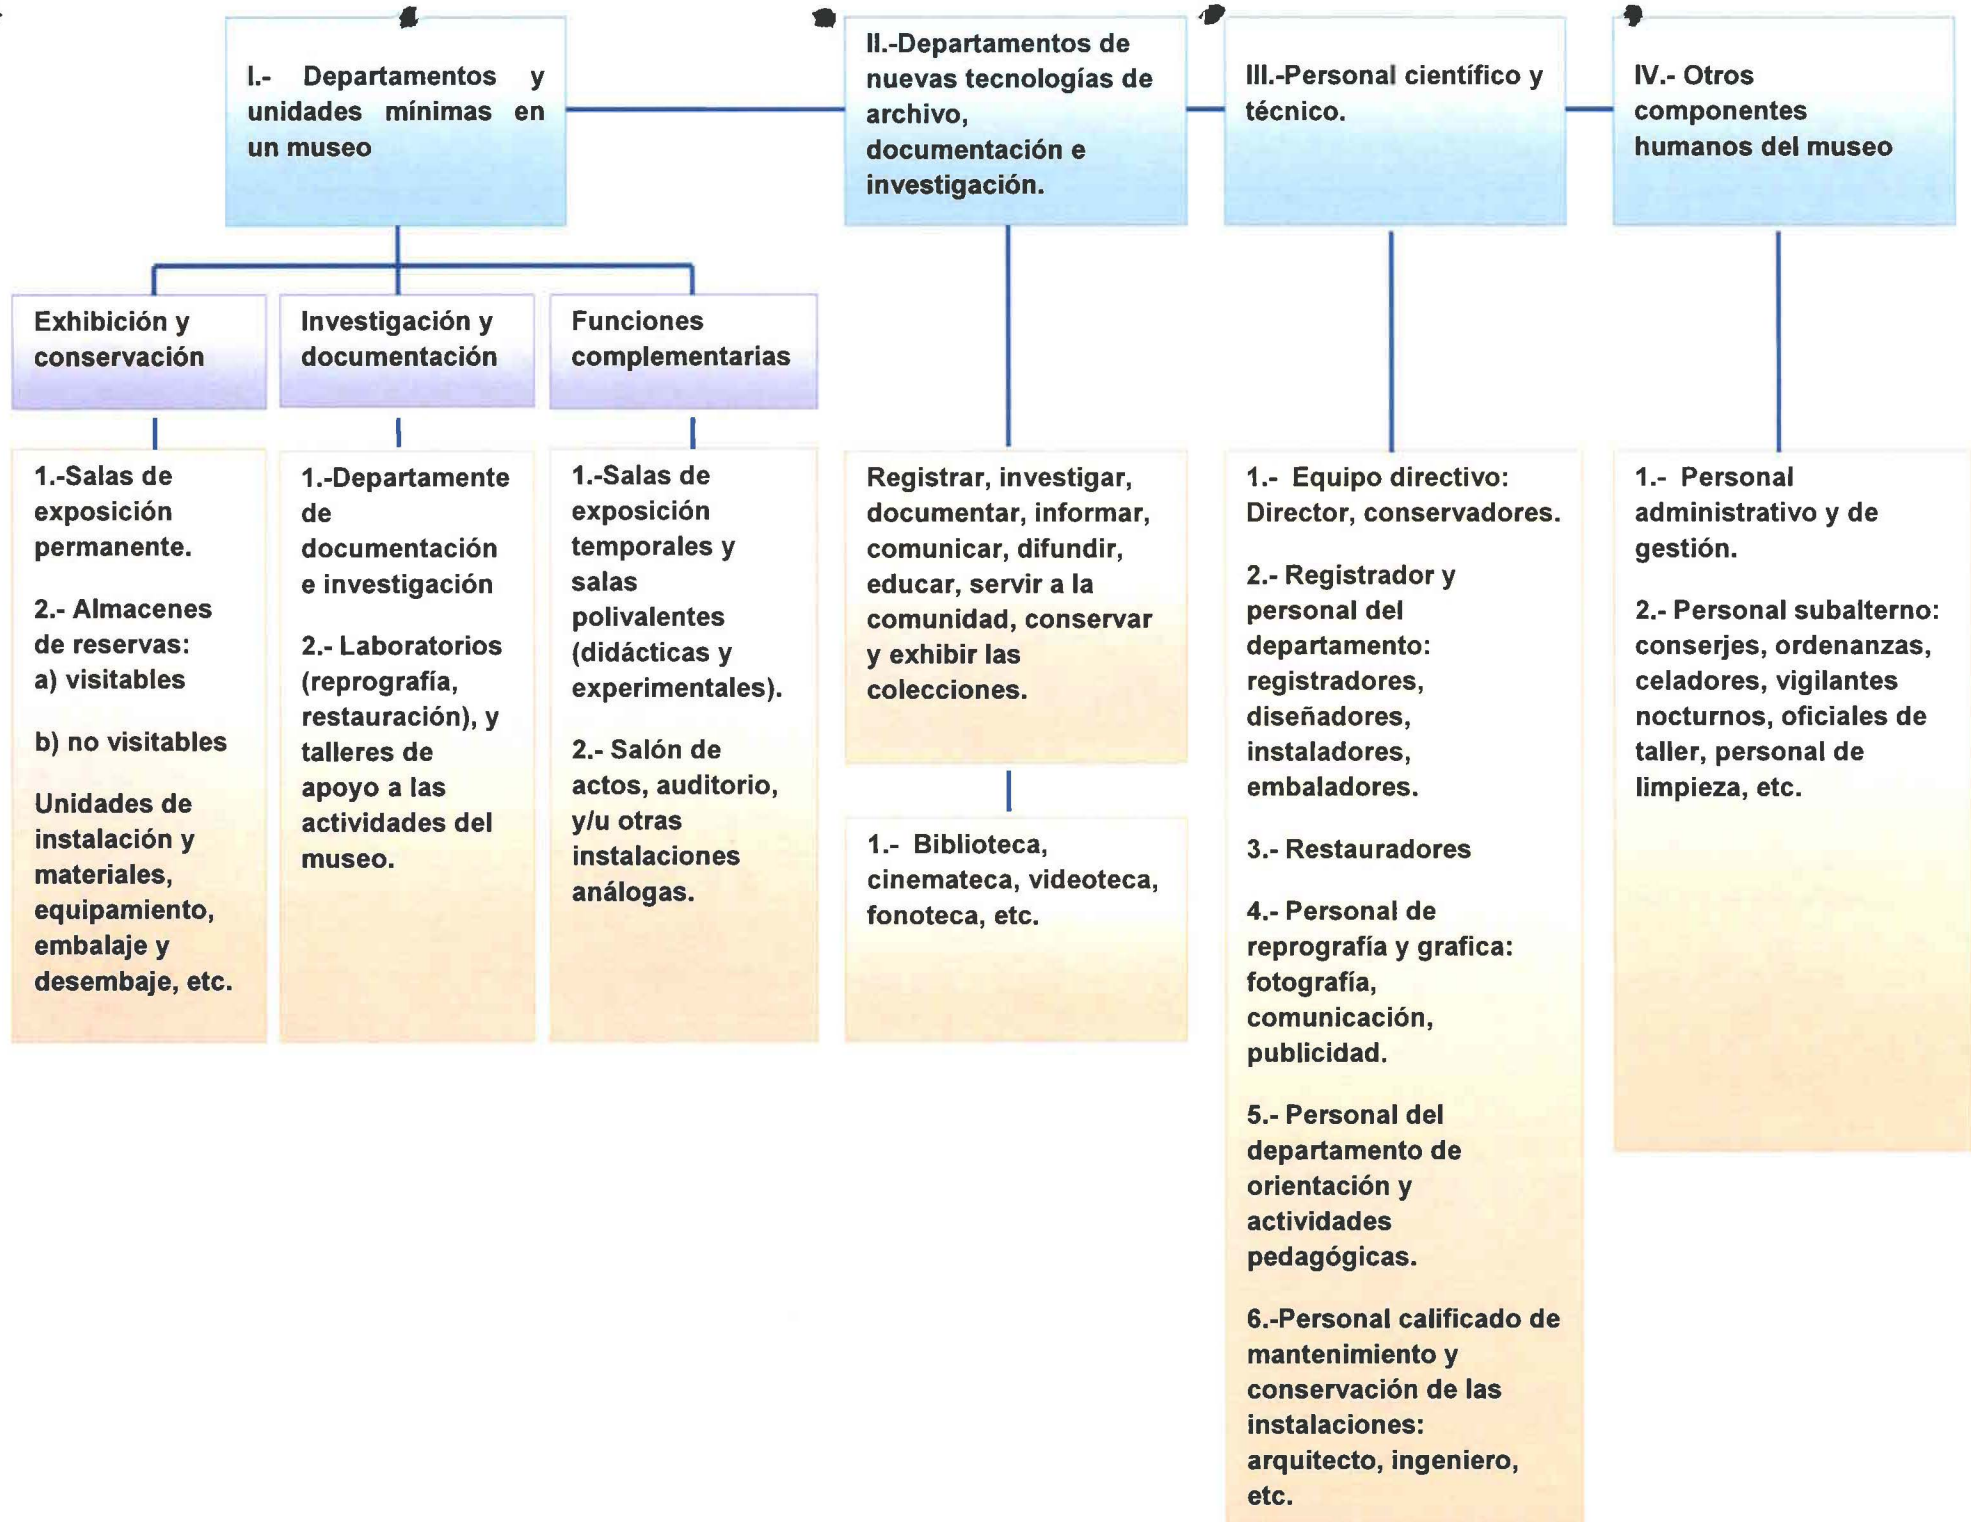 I.- Departamentos y
unidades mínimas en
un museo
II.-Departamentos de
nuevas tecnologías de
archivo,
documentación e
investigación.
III.-Personal científico y
técnico.
IV.- Otros
componentes
humanos del museo
Exhibición y
conservación
Investigación y
documentación
Funciones
complementarias
1.-Salas de
exposición
permanente.
2.- Almacenes
de reservas:
a) visitables
b) no visitables
Unidades de
instalación y
materiales,
equipamiento,
embalaje y
desembaje, etc.
1.-Departamente
de
documentación
e investigación
2.- Laboratorios
(reprografía,
restauración), y
talleres de
apoyo a las
actividades del
museo.
1.-Salas de
exposición
temporales y
salas
polivalentes
(didácticas y
experimentales).
2.- Salón de
actos, auditorio,
y/u otras
instalaciones
análogas.
Registrar, investigar,
documentar, informar,
comunicar, difundir,
educar, servir a la
comunidad, conservar
y exhibir las
colecciones.
1.- Biblioteca,
cinemateca, videoteca,
fonoteca, etc.
1.- Equipo directivo:
Director, conservadores.
2.- Registrador y
personal del
departamento:
registradores,
diseñadores,
instaladores,
embaladores.
3.- Restauradores
4.- Personal de
reprografía y grafica:
fotografía,
comunicación,
publicidad.
5.- Personal del
departamento de
orientación y
actividades
pedagógicas.
6.-Personal calificado de
mantenimiento y
conservación de las
instalaciones:
arquitecto, ingeniero,
etc.
1.- Personal
administrativo y de
gestión.
2.- Personal subalterno:
conserjes, ordenanzas,
celadores, vigilantes
nocturnos, oficiales de
taller, personal de
limpieza, etc.